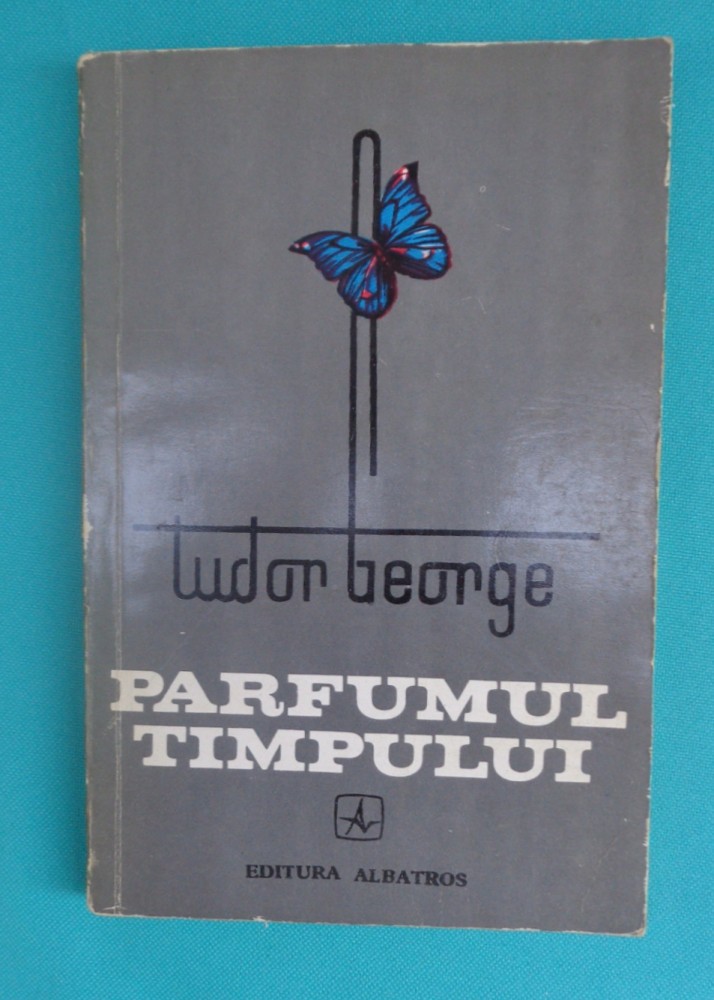 tudor george
PARFUMUL
TIMPULUI
EDITURA ALBATROS